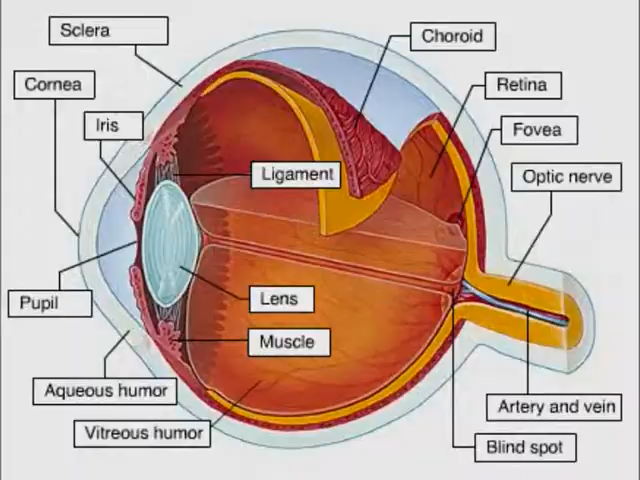 Sclera
Choroid
Cornea
Retina
Iris
Fovea
Ligament
Optic nerve
Pupil
Lens
Muscle
Aqueous humor
Artery and vein
Vitreous humor
Blind spot